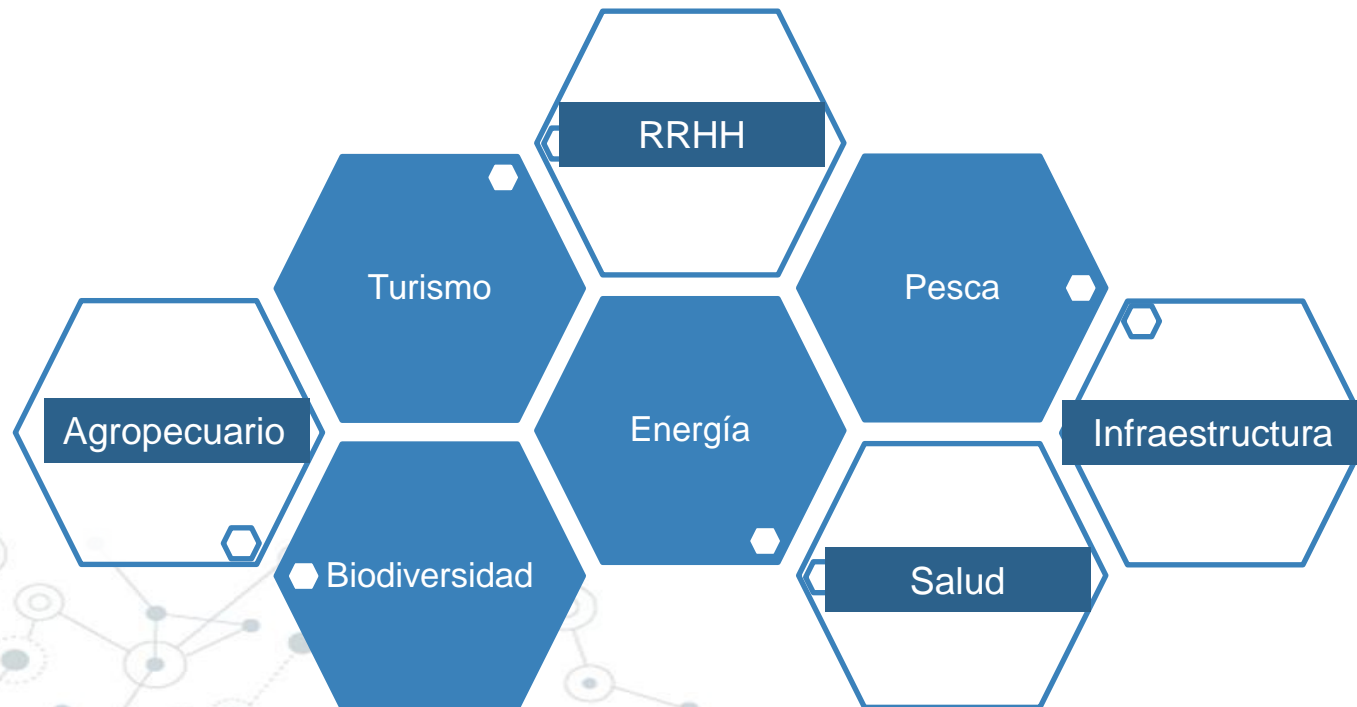 RRHH
Turismo
Pesca
Agropecuario
Energía
Infraestructura
Biodiversidad
Salud